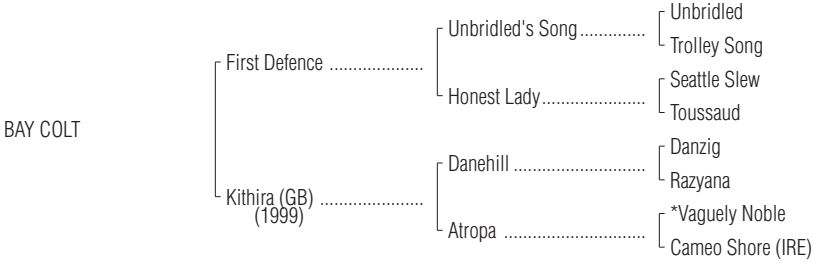 Unbridled
Unbridled's Song..............
Trolley Song
First Defence ....................
Seattle Slew
Honest Lady......................
Toussaud
BAY COLT
Danzig
Danehill ............................
Razyana
Kithira (GB) ......................
(1999)
*Vaguely Noble
Atropa ..............................
Cameo Shore (IRE)